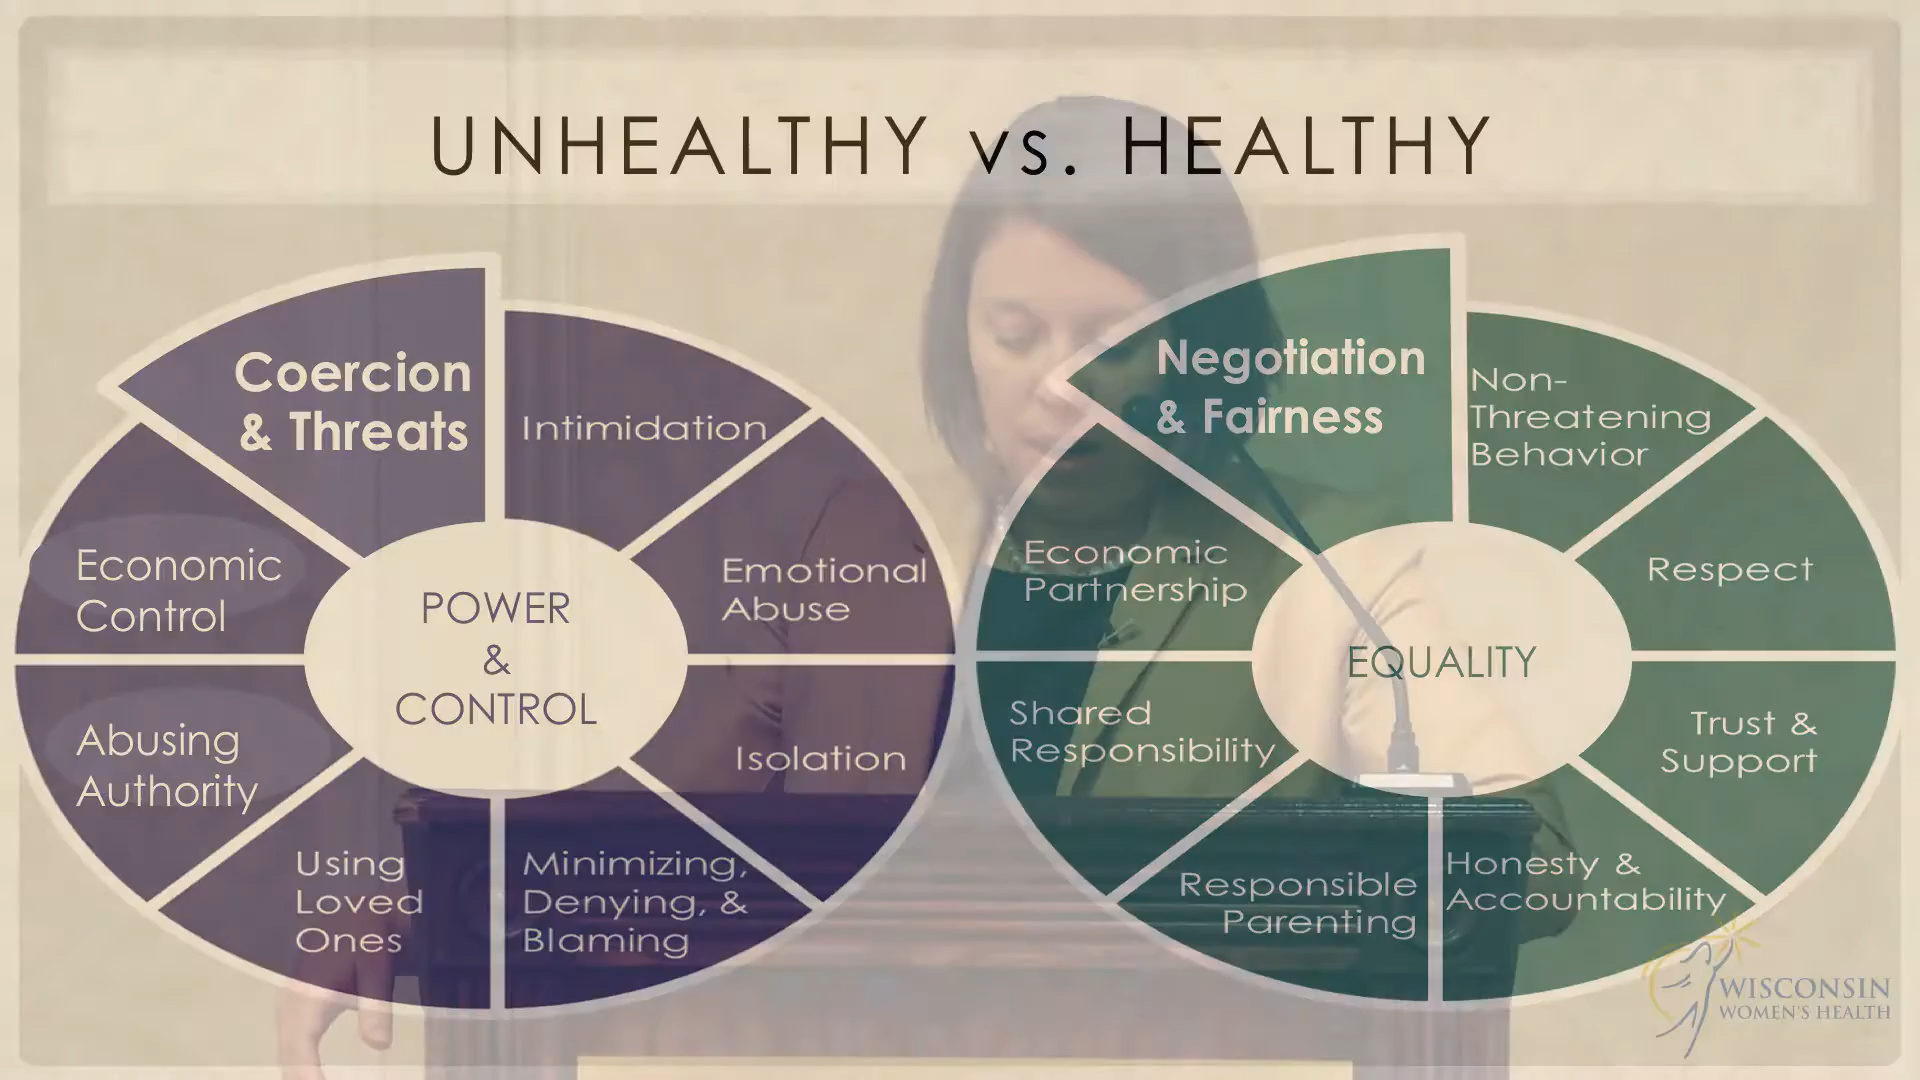 UNHEALTHY vs. HEALTHY
Coercion
& Threats
Intimidation
Emotional
Abuse
Isolation
Minimizing,
Denying, &
Blaming
Using
Loved
Ones
Abusing
Authority
Economic
Control
POWER
&
CONTROL
Negotiation
& Fairness
Non-
Threatening
Behavior
Respect
Trust &
Support
Honesty &
Accountability
Responsible
Parenting
Shared
Responsibility
Economic
Partnership
EQUALITY
WISCONSIN
WOMEN'S HEALTH